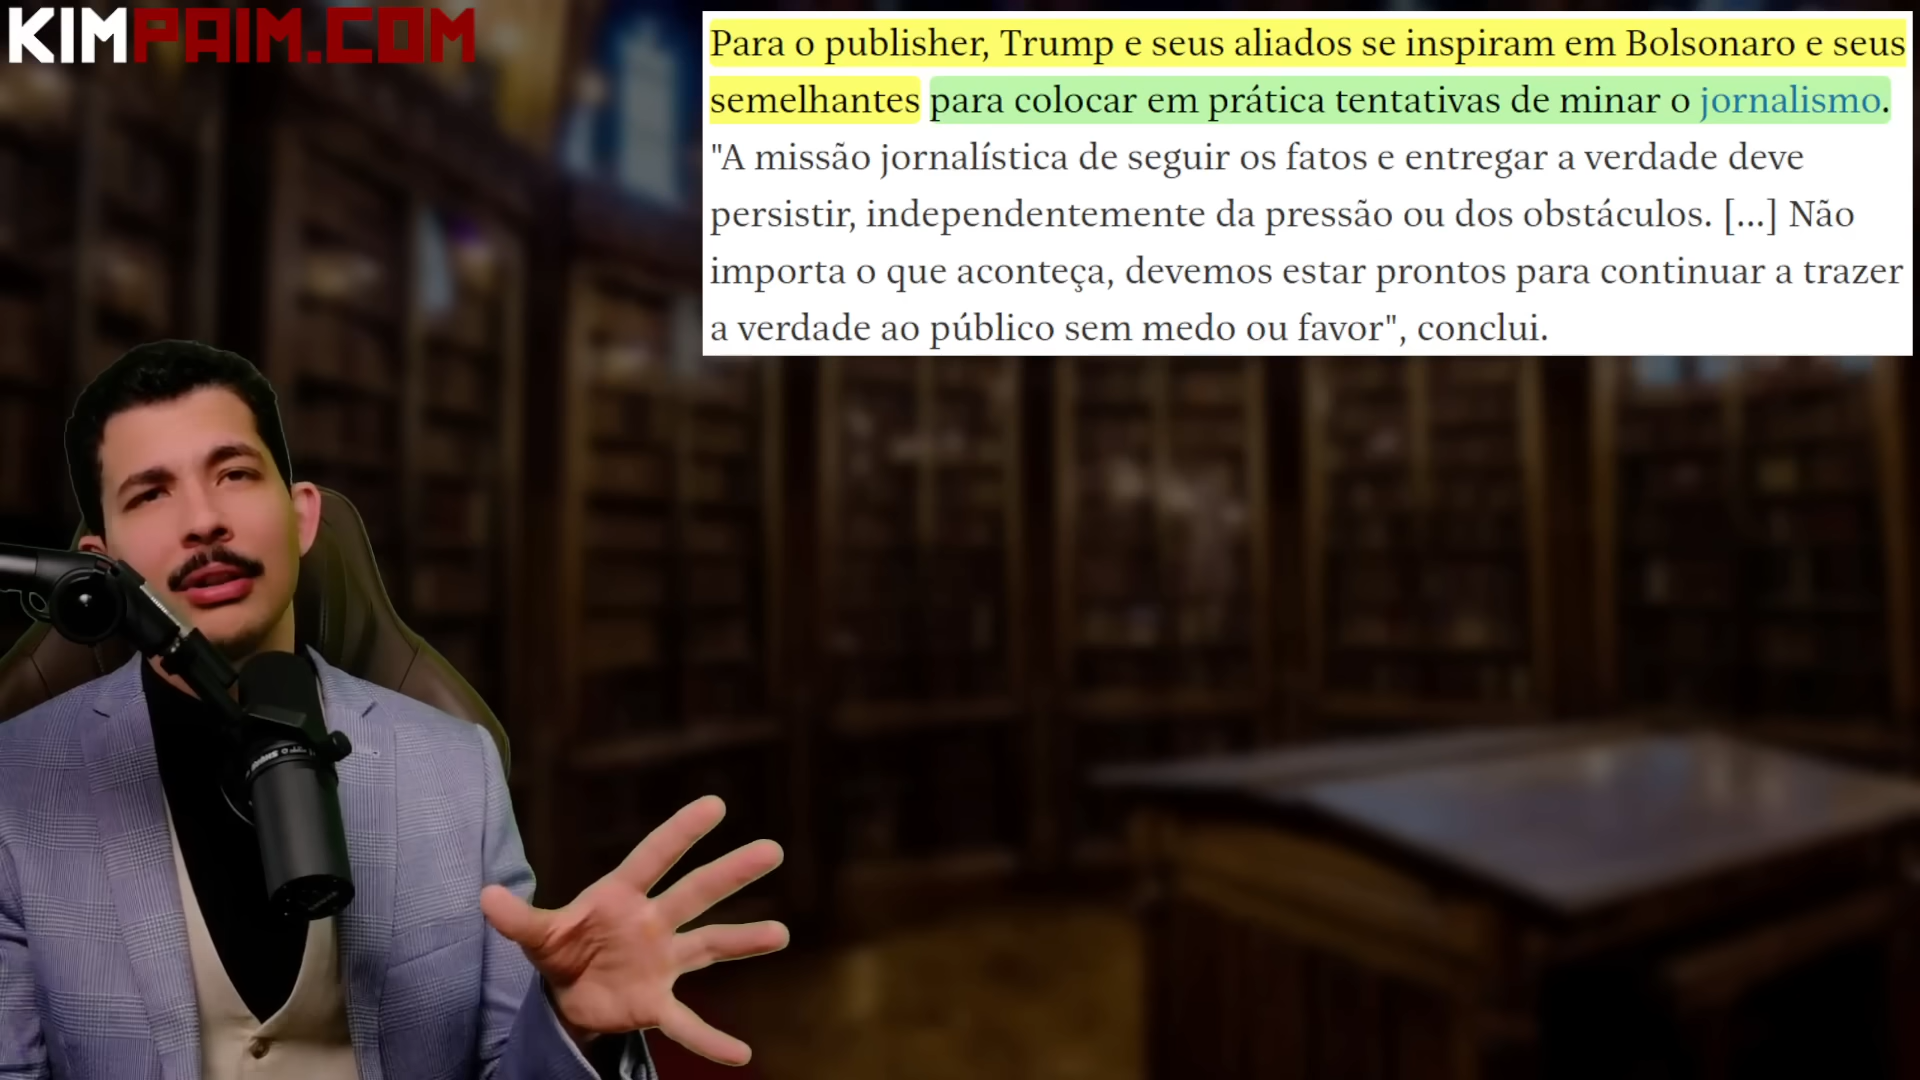 KIMPAIM.COM
Para o publisher, Trump e seus aliados se inspiram em Bolsonaro e seus
semelhantes para colocar em prática tentativas de minar o jornalismo.
"A missão jornalística de seguir os fatos e entregar a verdade deve
persistir, independentemente da pressão ou dos obstáculos. [...] Não
importa o que aconteça, devemos estar prontos para continuar a trazer
a verdade ao público sem medo ou favor", conclui.